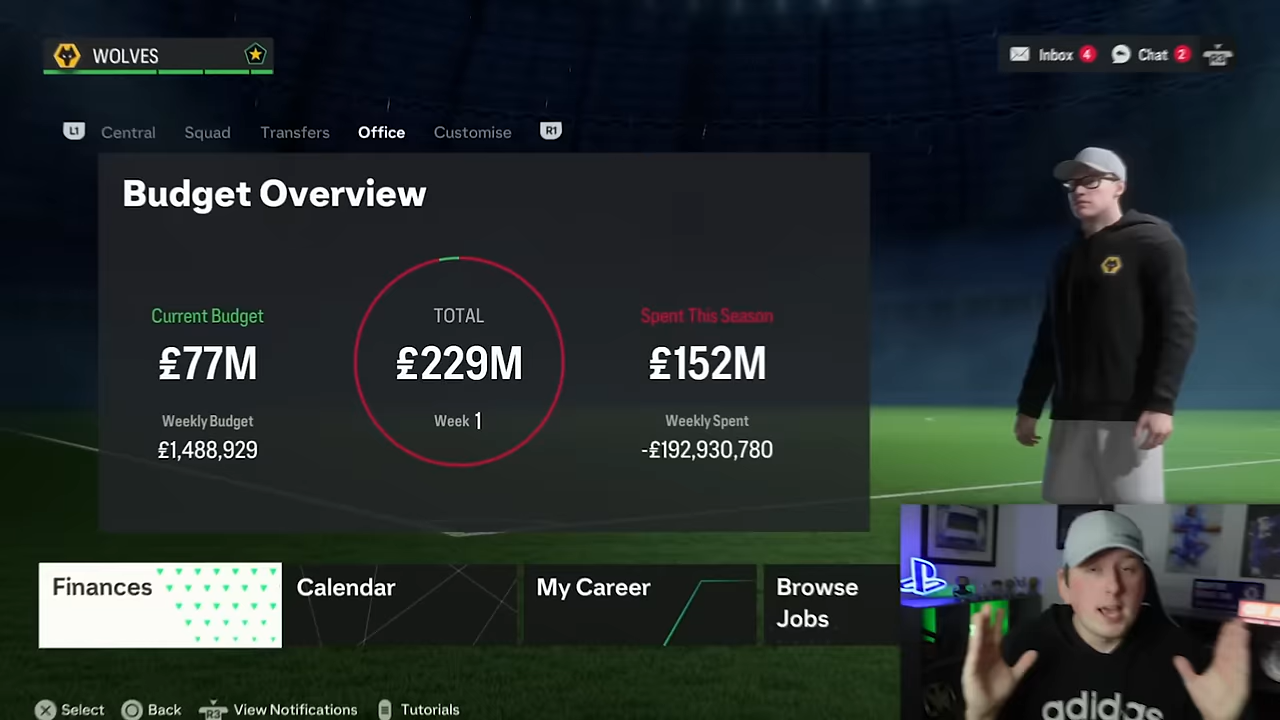 WOLVES
Inbox 4 Chat 2 R3
L1 Central Squad Transfers Office Customise R1
Budget Overview
Current Budget TOTAL Spent This Season
£77M £229M £152M
Weekly Budget Week 1 Weekly Spent
£1,488,929 -£192,930,780
Finances Calendar My Career Browse
Jobs
adidas
Select Back R3 View Notifications Tutorials